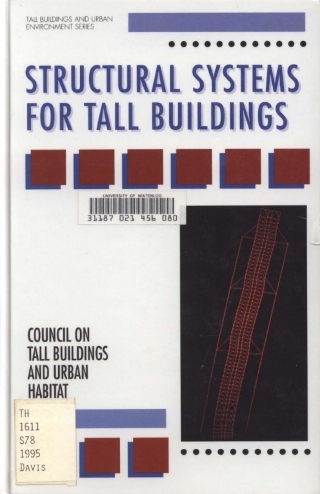 TALL BUILDINGS AND URBAN
ENVIRONMENT SERIES
STRUCTURAL SYSTEMS
FOR TALL BUILDINGS
UNIVERSITY OF WATERLOO
31187 021 456 080
COUNCIL ON
TALL BUILDINGS
AND URBAN
HABITAT
TH
1611
S78
1995
DAVIS